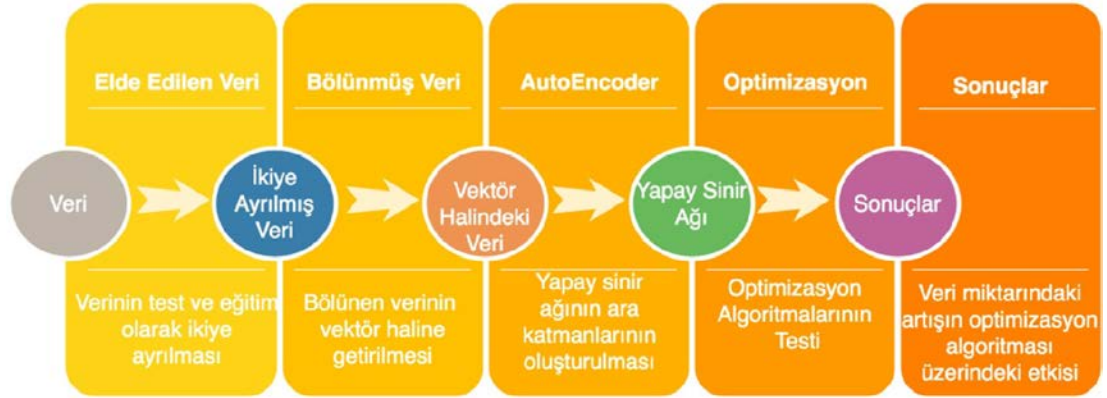 Elde Edilen Veri
Bölünmüş Veri
AutoEncoder
Optimizasyon
Sonuçlar
Veri
İkiye
Ayrılmış
Veri
Vektör
Halindeki
Veri
Yapay Sinir
Ağı
Sonuçlar
Verinin test ve eğitim
olarak ikiye
ayrılması
Bölünen verinin
vektör haline
getirilmesi
Yapay sinir
ağının ara
katmanlarının
oluşturulması
Optimizasyon
Algoritmalarının
Testi
Veri miktarındaki
artışın optimizasyon
algoritması
üzerindeki etkisi